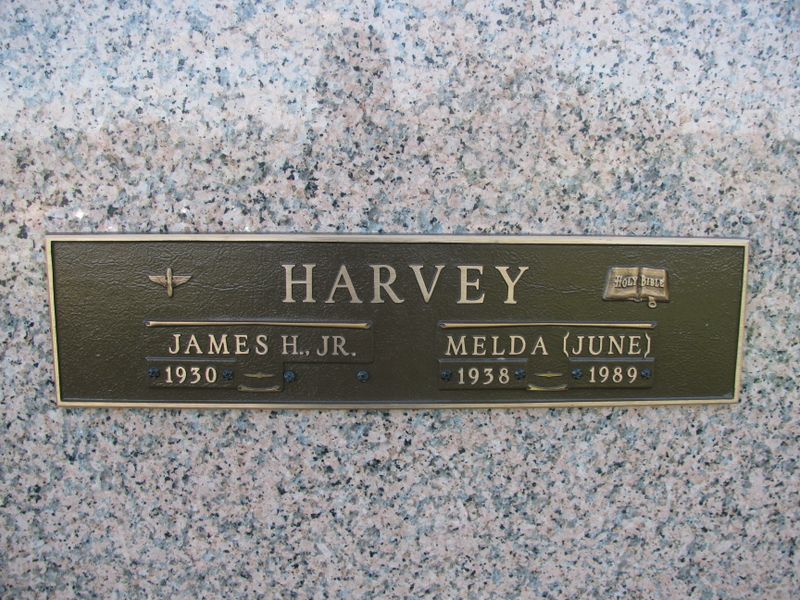 HARVEY
HOLY BIBLE
JAMES H., JR.
MELDA (JUNE)
1930
1938 1989